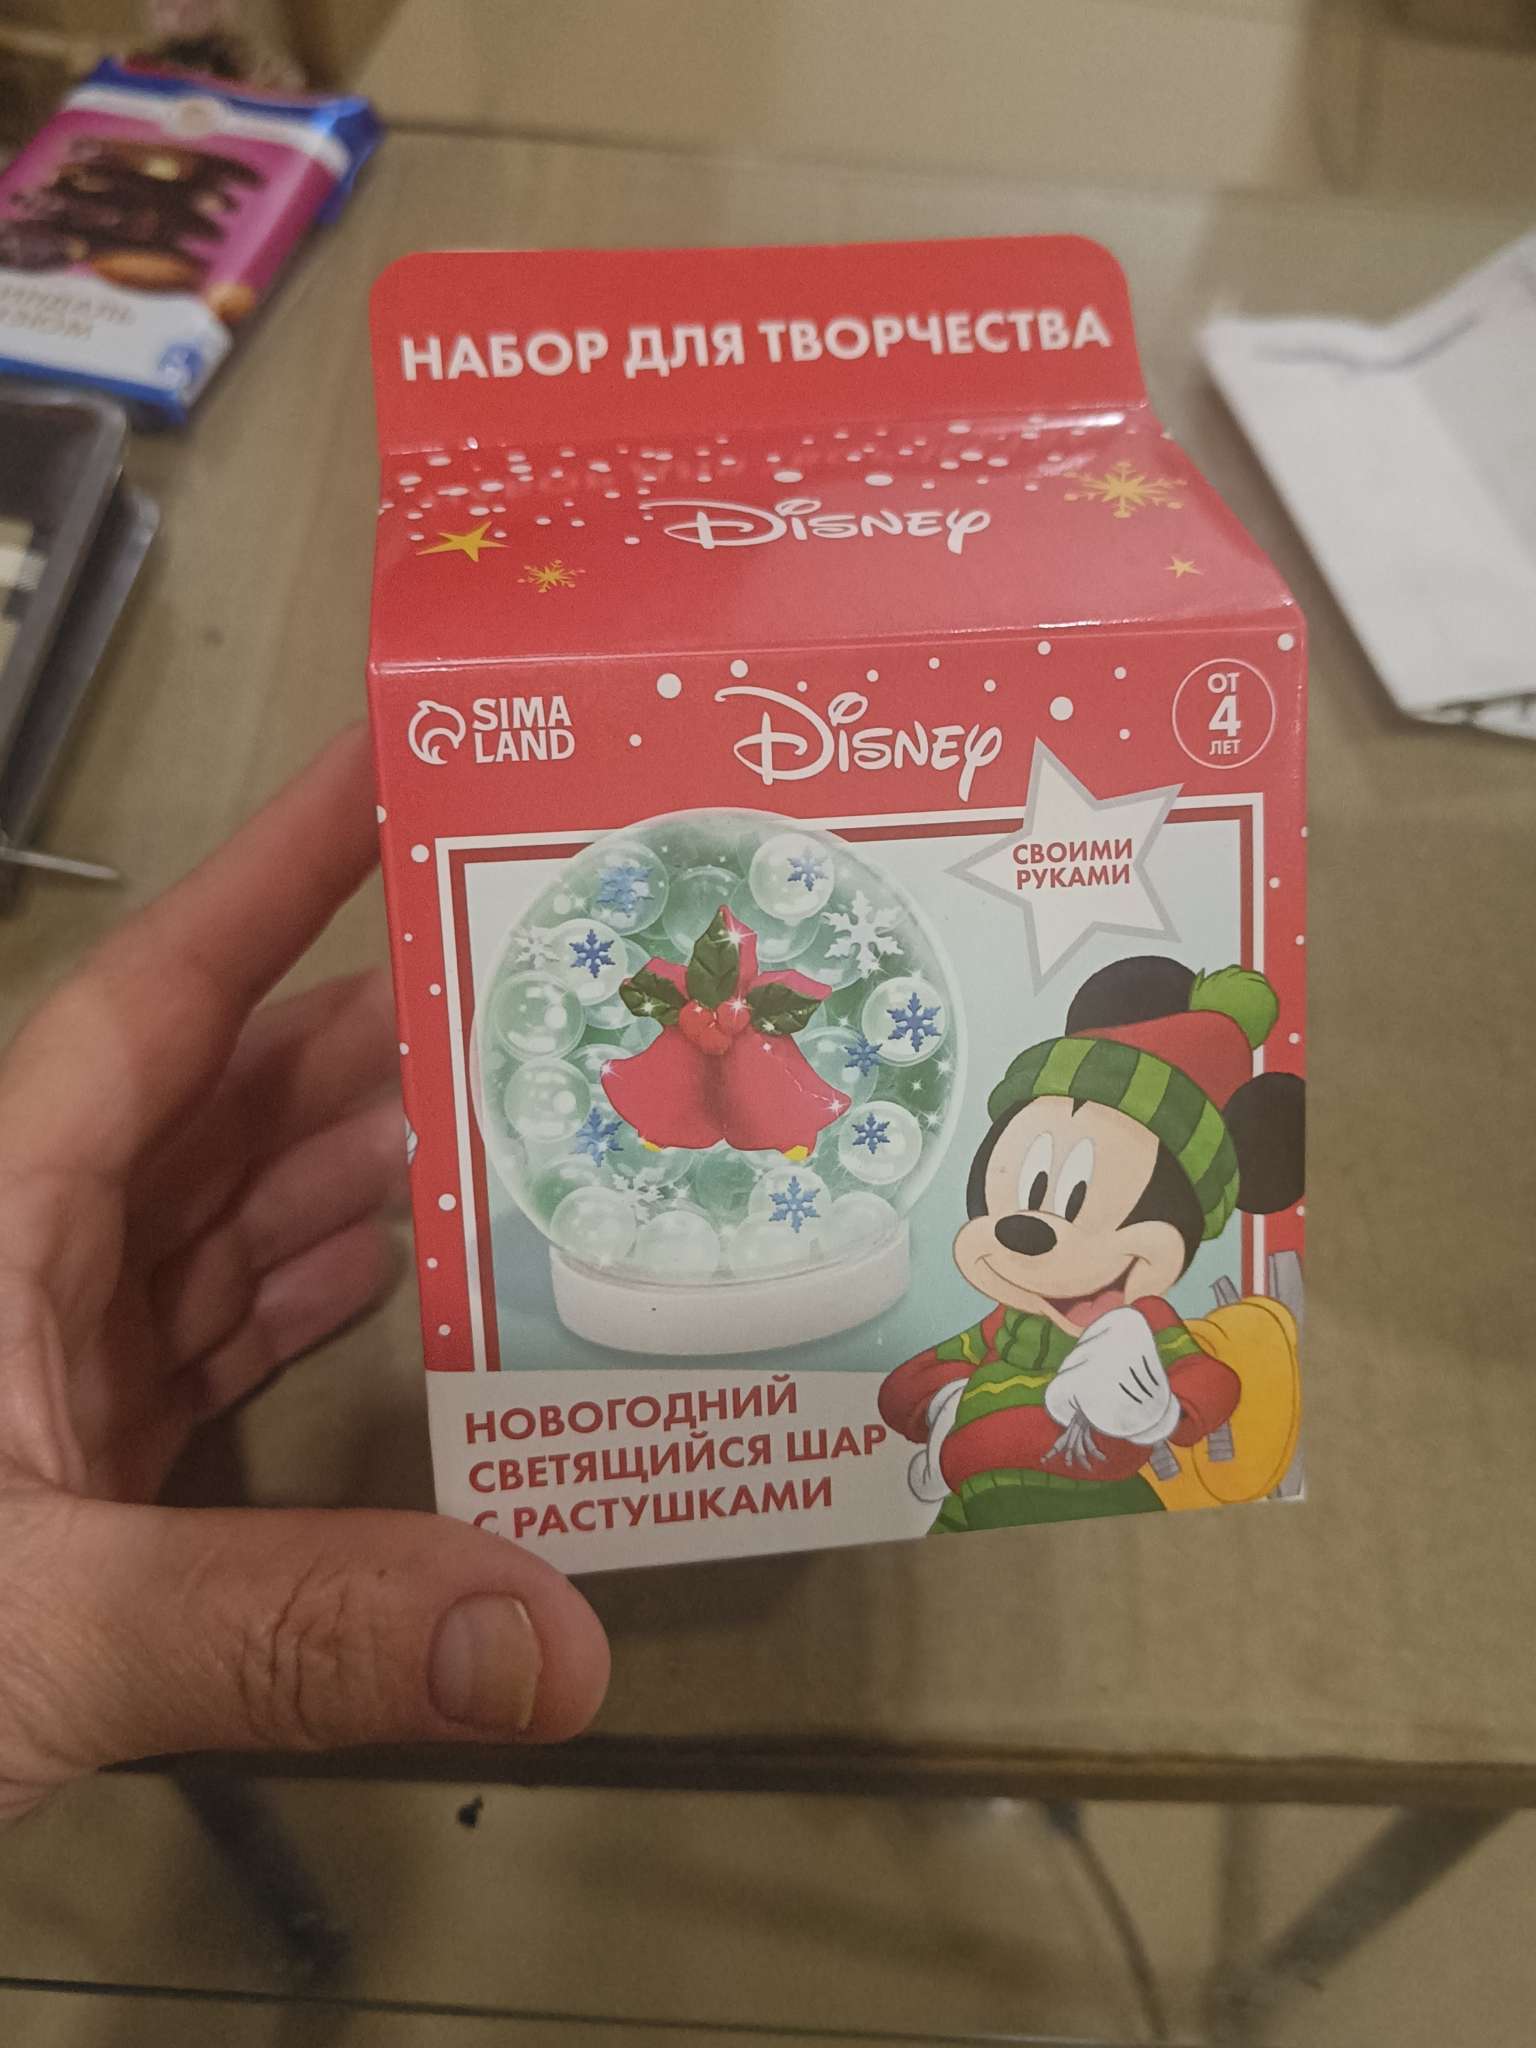 НАБОР ДЛЯ ТВОРЧЕСТВА
DISNEY
SIMA
LAND
DISNEY
ОТ
4
ЛЕТ
СВОИМИ
РУКАМИ
НОВОГОДНИЙ
СВЕТЯЩИЙСЯ ШАР
С РАСТУШКАМИ